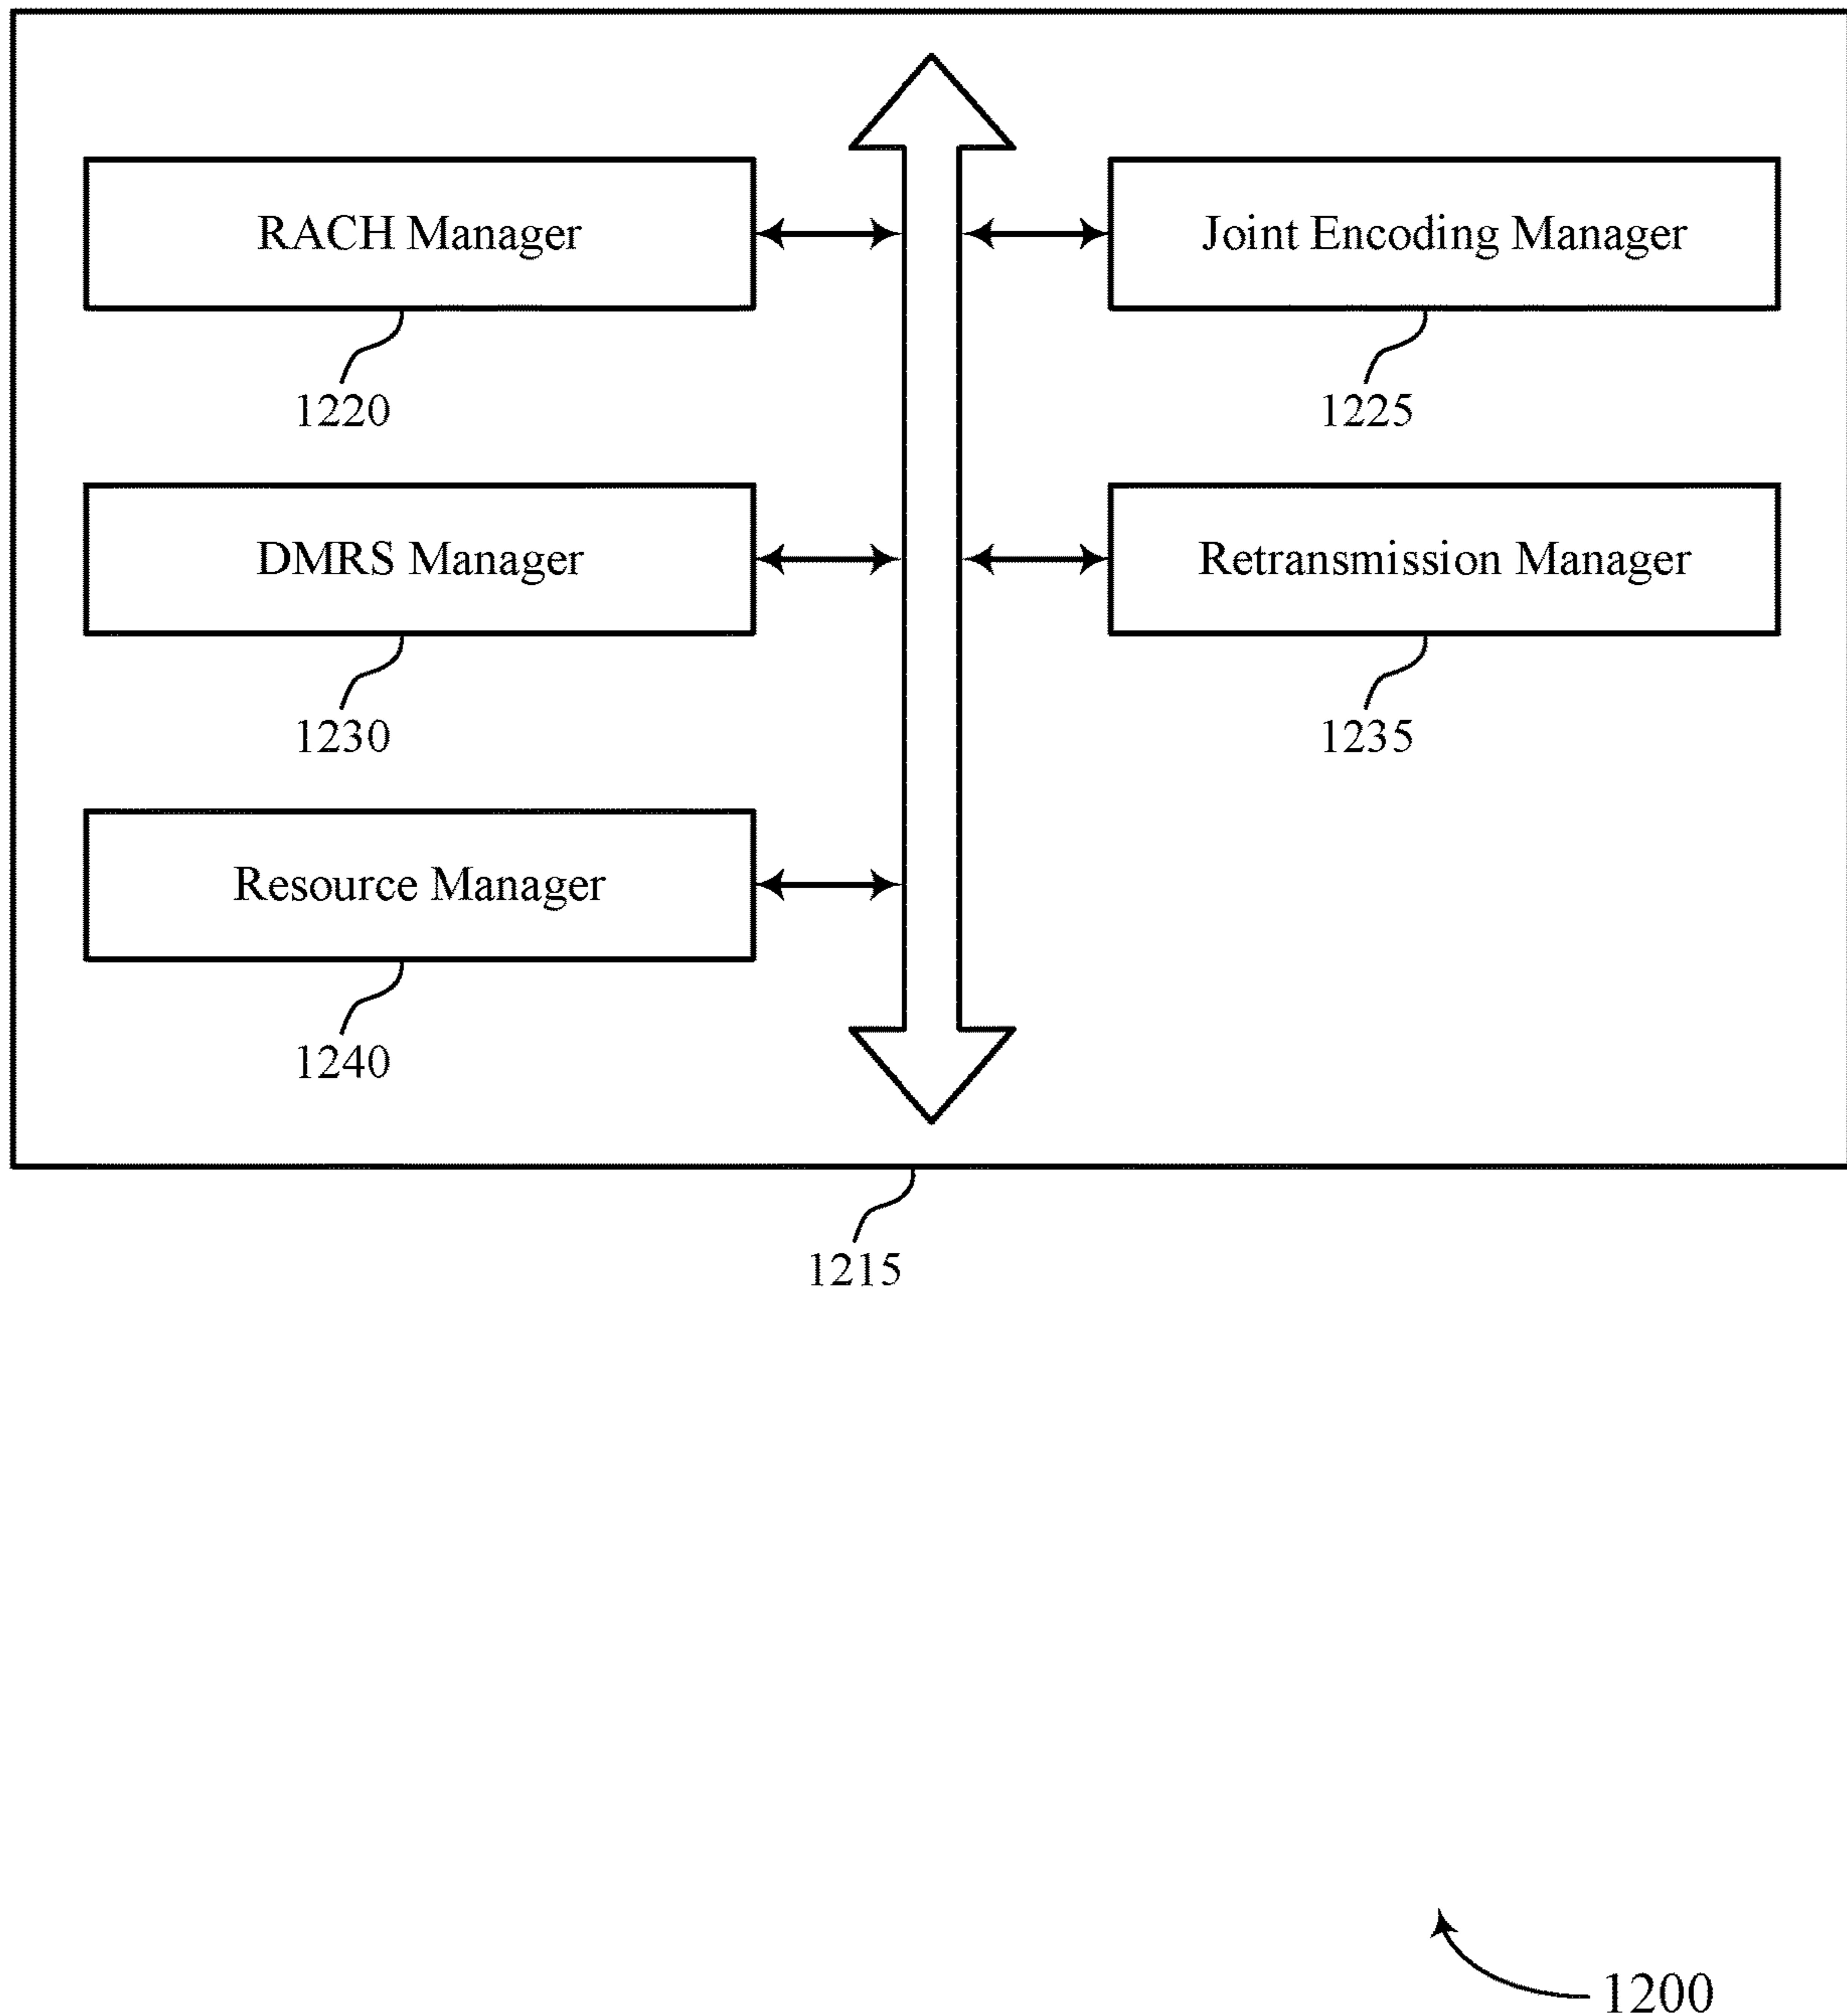 RACH Manager
Joint Encoding Manager
1220
1225
DMRS Manager
Retransmission Manager
1230
1235
Resource Manager
1240
1215
1200